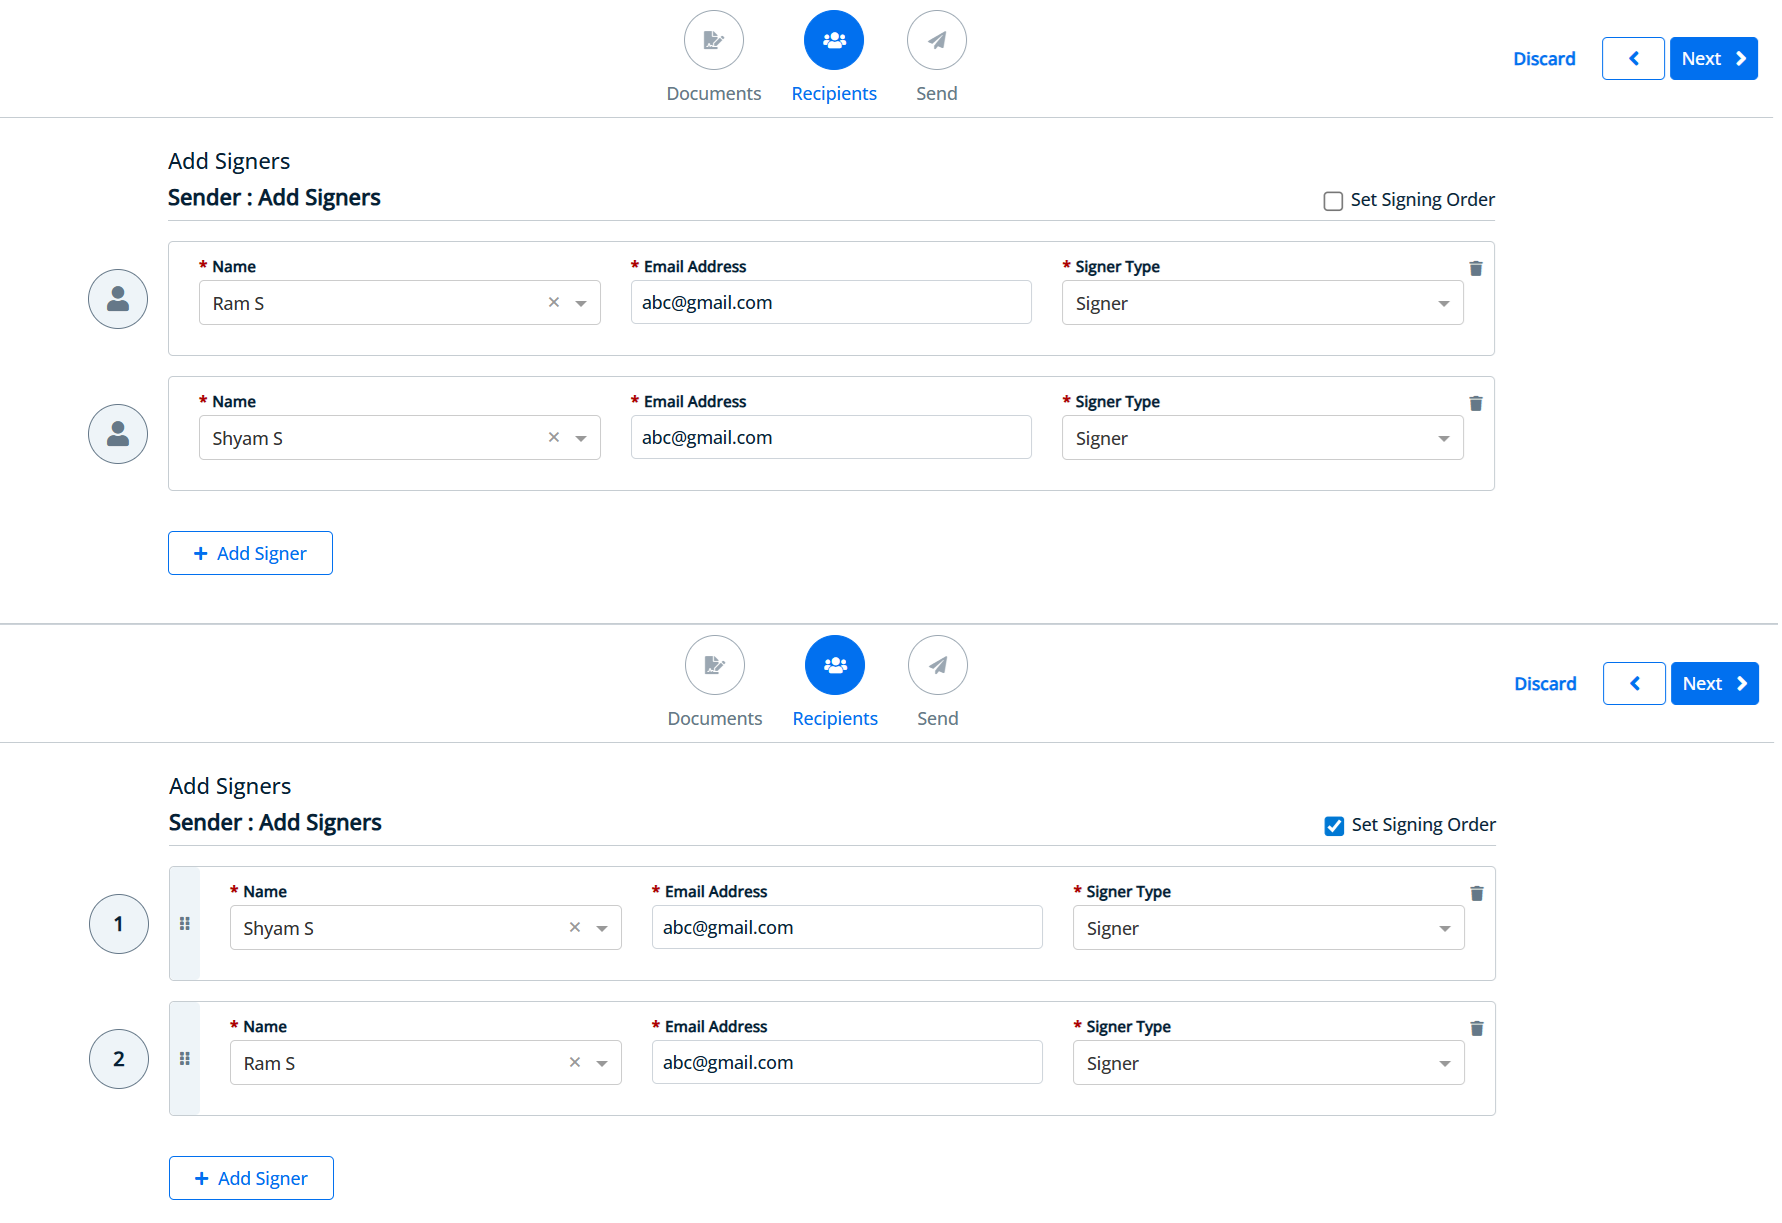 Documents Recipients Send
Discard Next
Add Signers
Sender : Add Signers
Set Signing Order
* Name * Email Address * Signer Type
Ram S abc@gmail.com Signer
* Name * Email Address * Signer Type
Shyam S abc@gmail.com Signer
+ Add Signer
Documents Recipients Send
Discard Next
Add Signers
Sender : Add Signers
Set Signing Order
* Name * Email Address * Signer Type
1 Shyam S abc@gmail.com Signer
* Name * Email Address * Signer Type
2 Ram S abc@gmail.com Signer
+ Add Signer